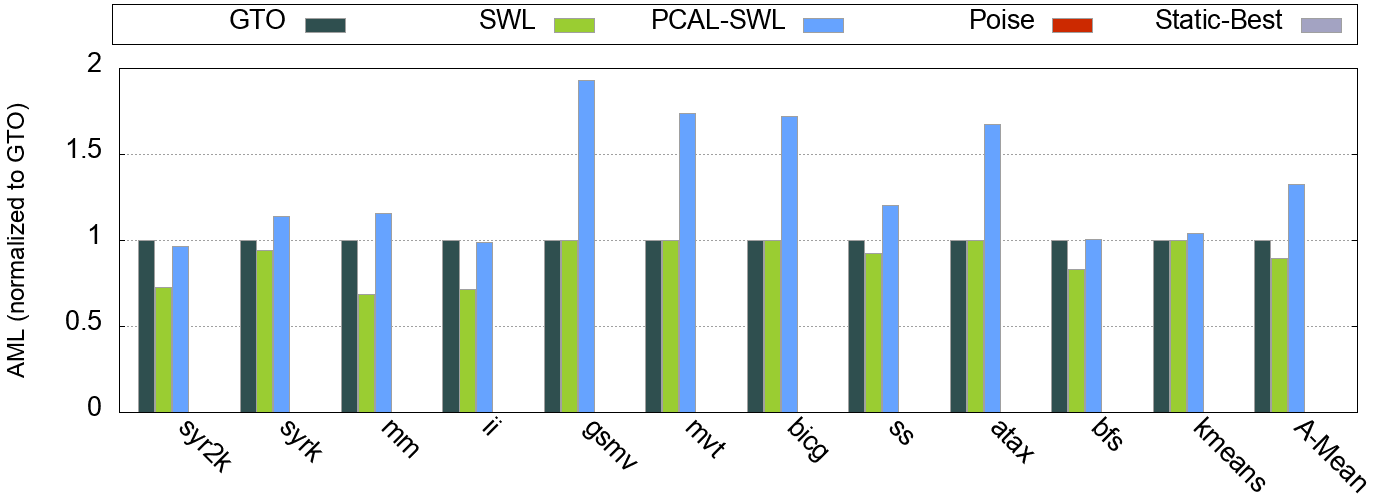 GTO SWL PCAL-SWL Poise Static-Best
AML (normalized to GTO)
2
1.5
1
0.5
0
syr2k syrk mm ii gsmv mvt bicg ss atax bfs kmeans A-Mean